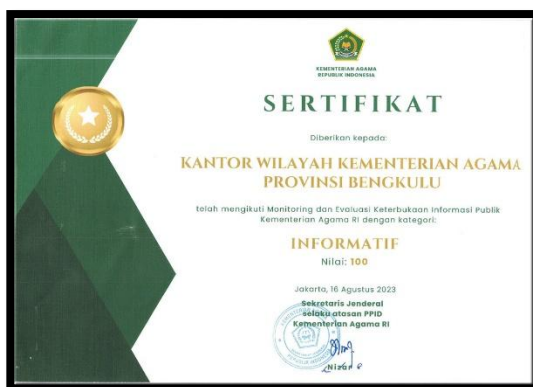 KEMENTERIAN AGAMA
REPUBLIK INDONESIA
SERTIFIKAT
Diberikan kepada:
KANTOR WILAYAH KEMENTERIAN AGAMA
PROVINSI BENGKULU
telah mengikuti Monitoring dan Evaluasi Keterbukaan Informasi Publik
Kementerian Agama RI dengan kategori:
INFORMATIF
Nilai: 100
Jakarta, 16 Agustus 2023
Sekretaris Jenderal
selaku atasan PPID
Kementerian Agama RI
Nizar